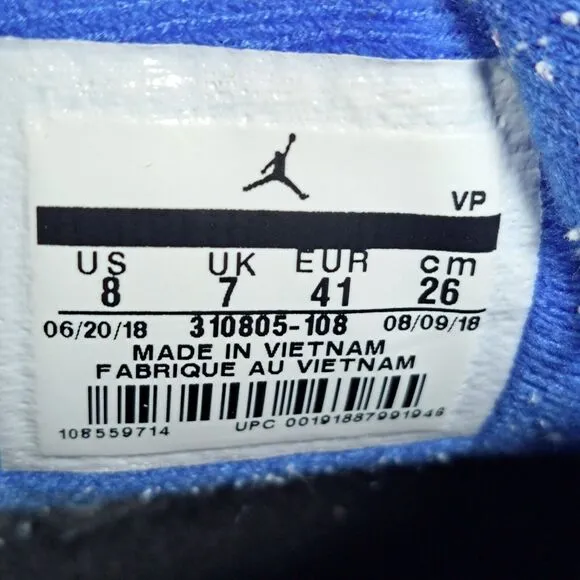 VP
US UK EUR cm
8 7 41 26
06/20/18 310805-108 08/09/18
MADE IN VIETNAM
FABRIQUE AU VIETNAM
108559714 UPC 00191887991946